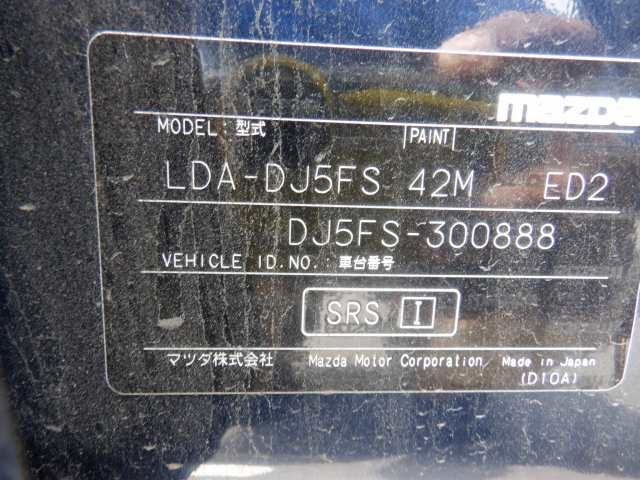 mazda
MODEL: 型式 PAINT
LDA-DJ5FS 42M ED2
DJ5FS-300888
VEHICLE ID.NO.: 車台番号
SRS I
マツダ株式会社 Mazda Motor Corporation Made in Japan
(D10A)